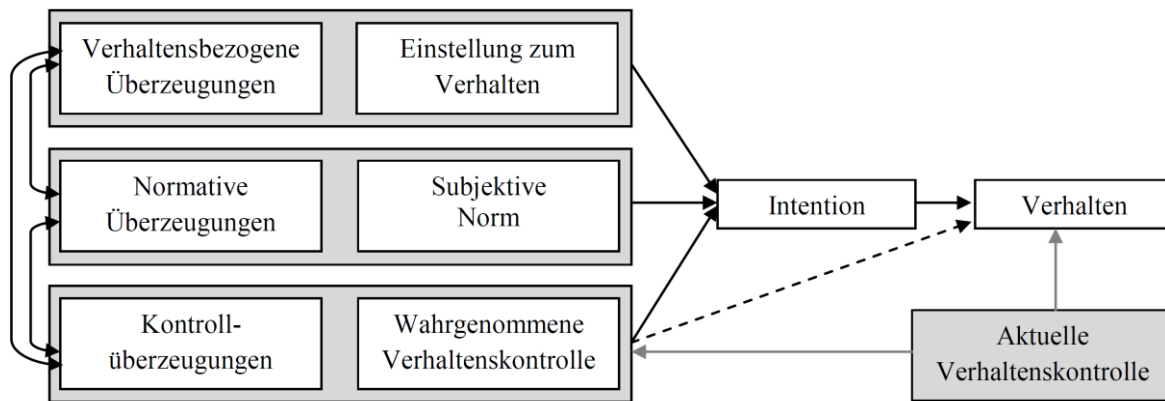 Verhaltensbezogene
Überzeugungen
Einstellung zum
Verhalten
Normative
Überzeugungen
Subjektive
Norm
Intention
Verhalten
Kontroll-
überzeugungen
Wahrgenommene
Verhaltenskontrolle
Aktuelle
Verhaltenskontrolle